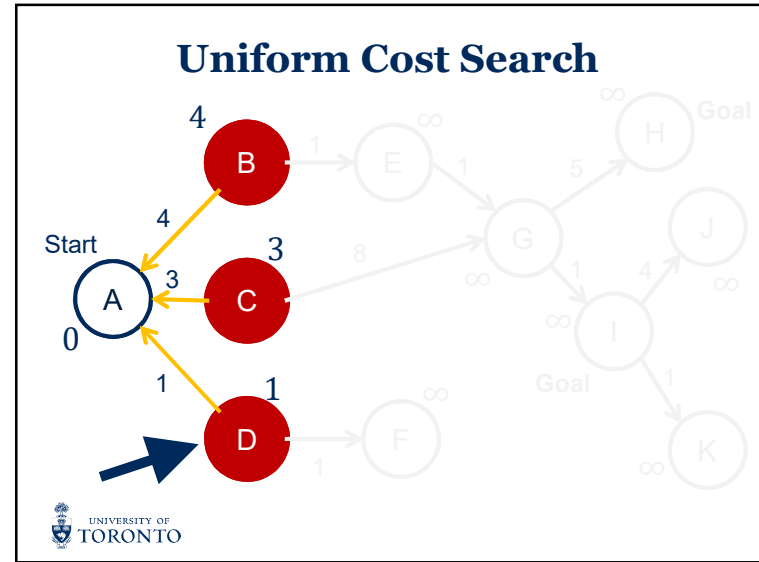 Uniform Cost Search
4
∞
∞
Goal
B
1
E
1
5
H
4
Start
3
8
G
J
A
3
C
∞
1
4
∞
0
∞
I
1
1
∞
Goal
1
D
F
K
1
∞
UNIVERSITY OF
TORONTO